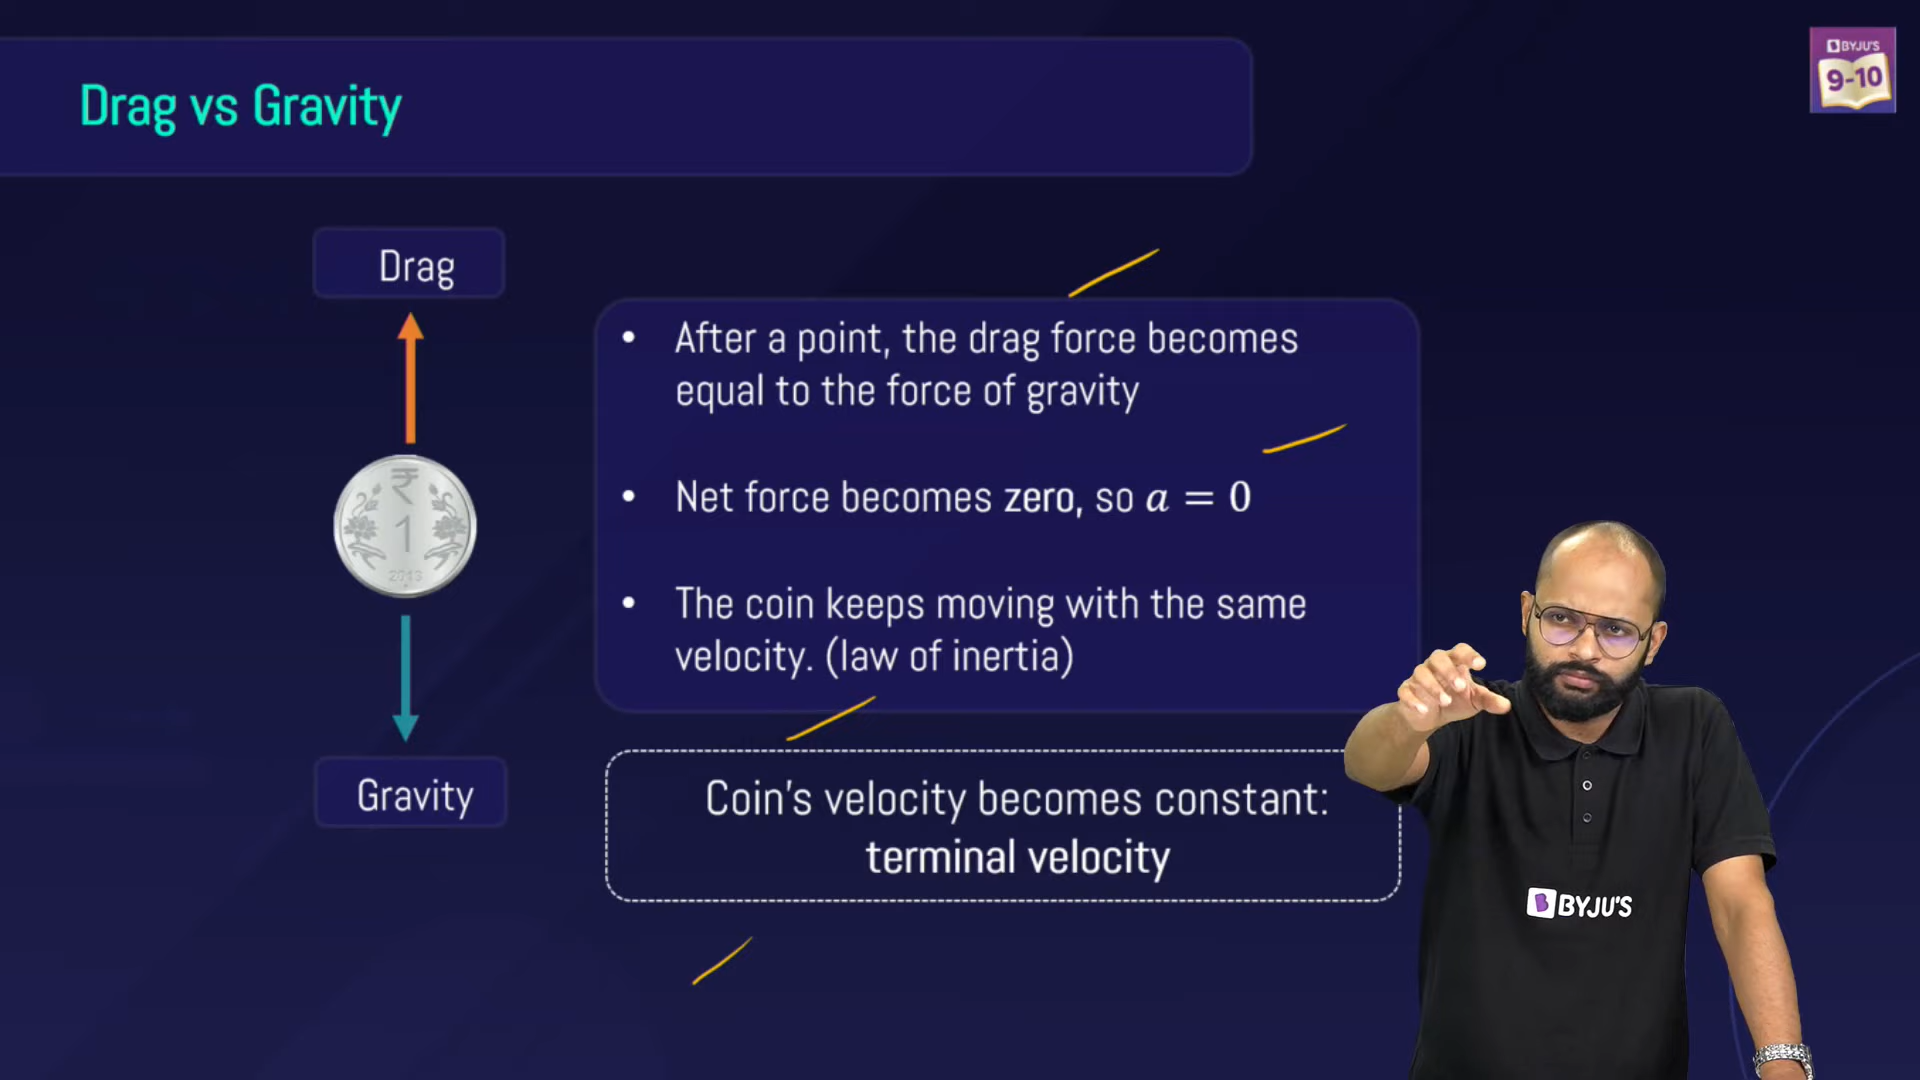 Drag vs Gravity
BYJU'S
9-10
Drag
₹
1
2013
Gravity
• After a point, the drag force becomes
equal to the force of gravity
• Net force becomes zero, so a = 0
• The coin keeps moving with the same
velocity. (law of inertia)
Coin's velocity becomes constant:
terminal velocity
BYJU'S